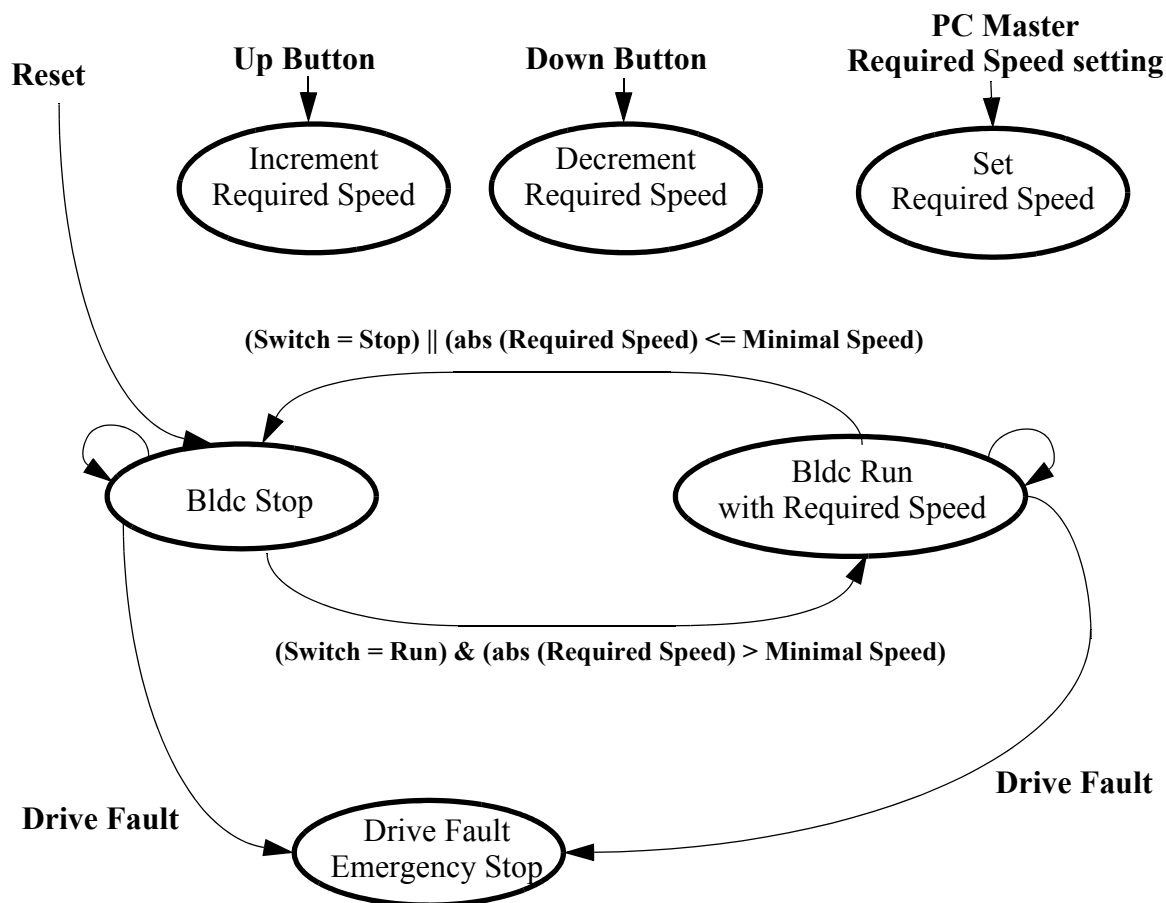 PC Master
Required Speed setting
Up Button
Down Button
Reset
Increment
Required Speed
Decrement
Required Speed
Set
Required Speed
(Switch = Stop) || (abs (Required Speed) <= Minimal Speed)
Bldc Stop
Bldc Run
with Required Speed
(Switch = Run) & (abs (Required Speed) > Minimal Speed)
Drive Fault
Drive Fault
Drive Fault
Emergency Stop